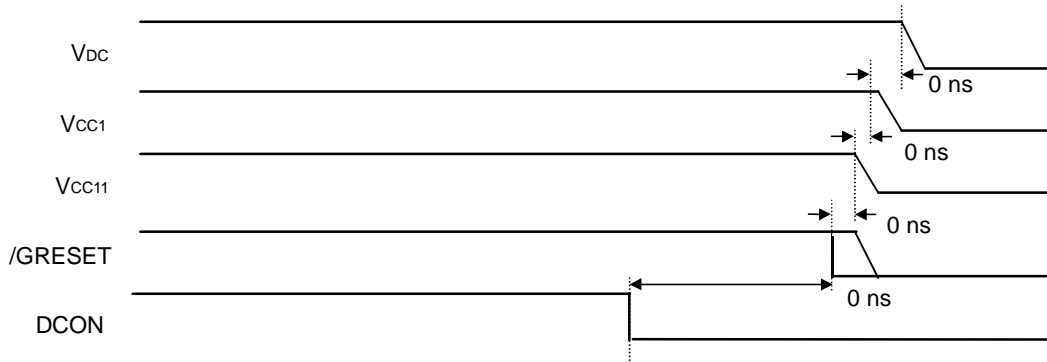 VDC
0 ns
VCC1
0 ns
VCC11
0 ns
/GRESET
0 ns
DCON